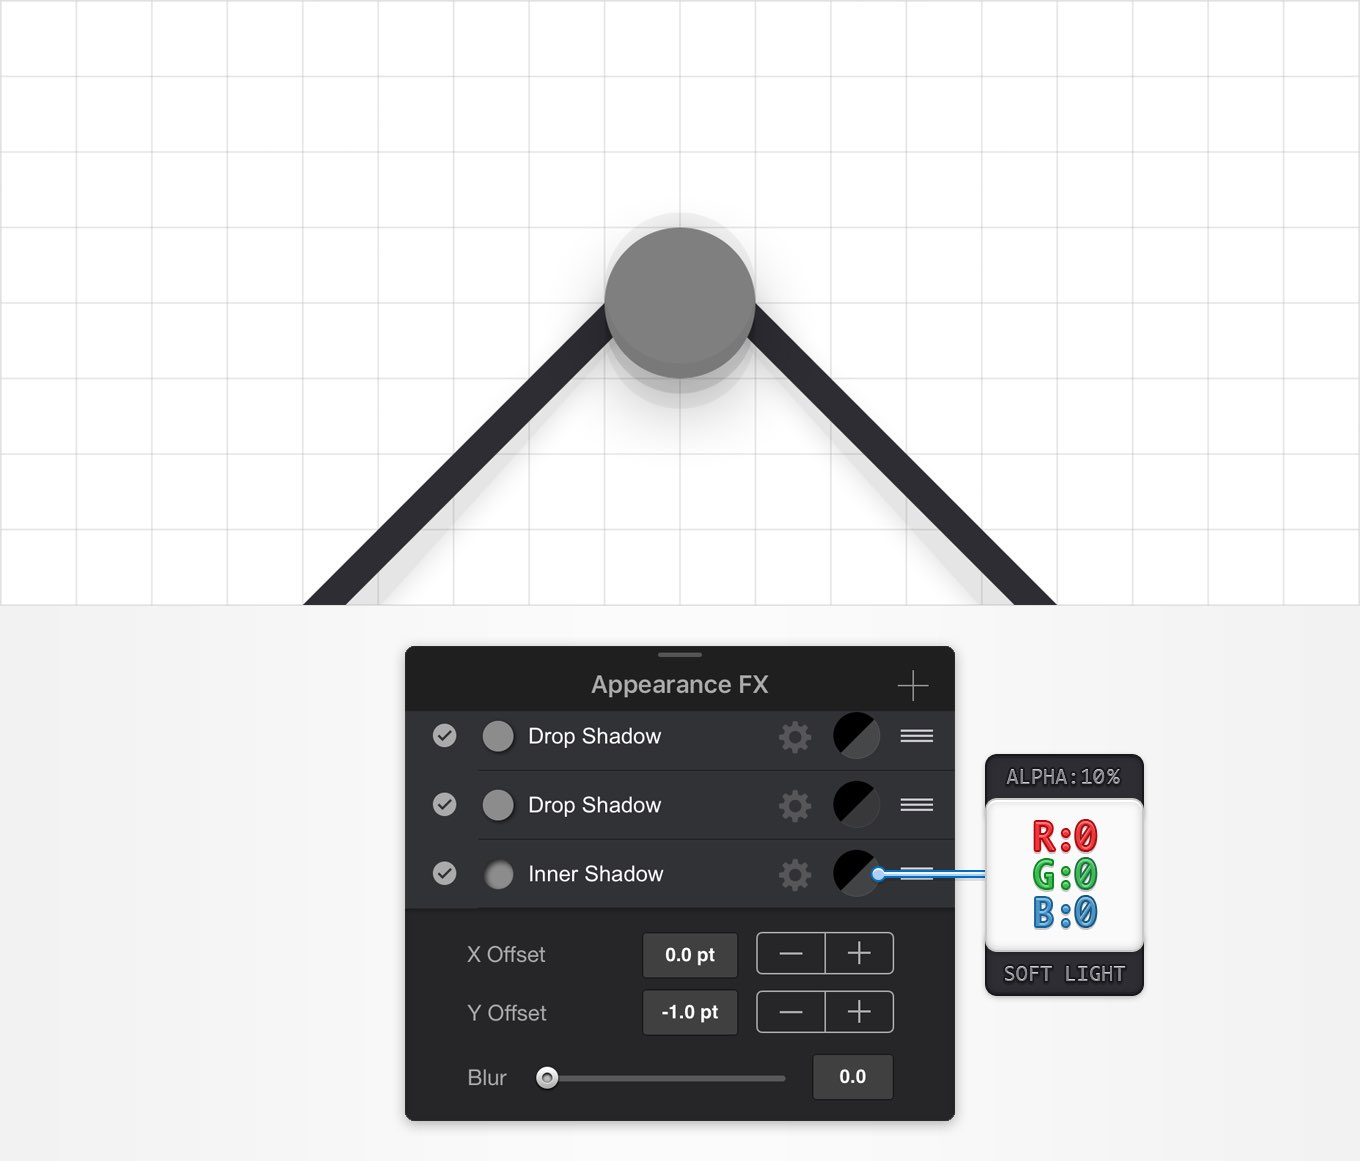 Appearance FX
Drop Shadow
Drop Shadow
Inner Shadow
X Offset 0.0 pt
Y Offset -1.0 pt
Blur 0.0
ALPHA:10%
R:0
G:0
B:0
SOFT LIGHT